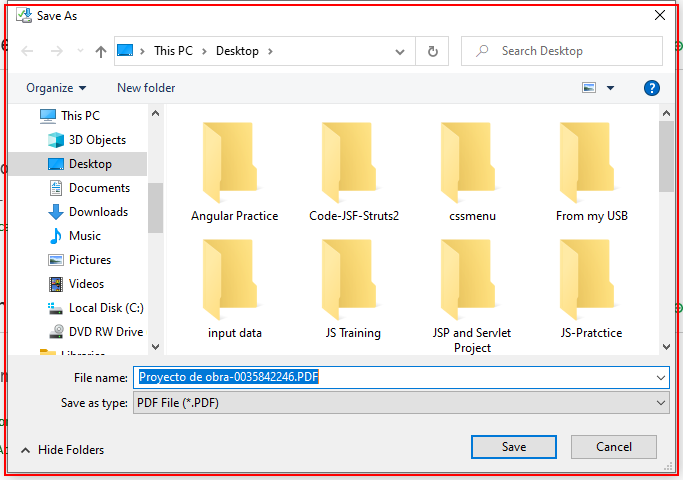 Save As
This PC
Desktop
Search Desktop
Organize
New folder
This PC
3D Objects
Desktop
Documents
Downloads
Music
Pictures
Videos
Local Disk (C:)
DVD RW Drive
Libraries
Angular Practice
Code-JSF-Struts2
cssmenu
From my USB
input data
JS Training
JSP and Servlet
Project
JS-Pratctice
File name:
Proyecto de obra-0035842246.PDF
Save as type:
PDF File (*.PDF)
Hide Folders
Save
Cancel